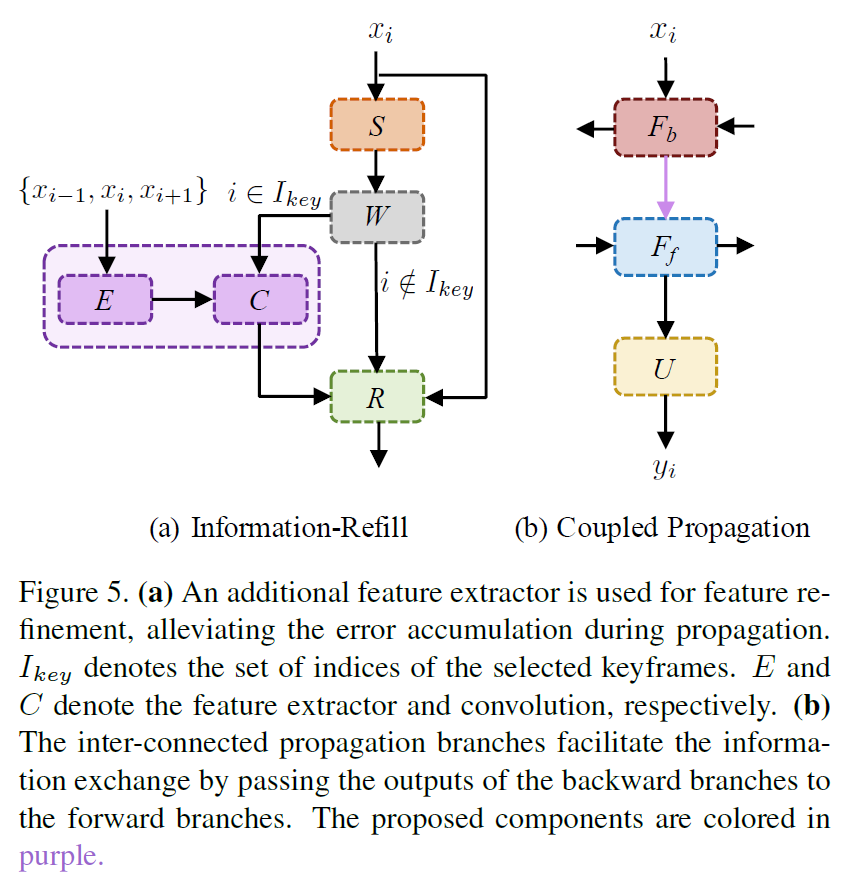 x_i
x_i
S
F_b
{x_{i−1}, x_i, x_{i+1}}
i ∈ I_{key}
W
F_f
E
C
i ∉ I_{key}
U
R
y_i
(a) Information-Refill
(b) Coupled Propagation
Figure 5. (a) An additional feature extractor is used for feature re-
finement, alleviating the error accumulation during propagation.
I_{key} denotes the set of indices of the selected keyframes. E and
C denote the feature extractor and convolution, respectively. (b)
The inter-connected propagation branches facilitate the informa-
tion exchange by passing the outputs of the backward branches to
the forward branches. The proposed components are colored in
purple.